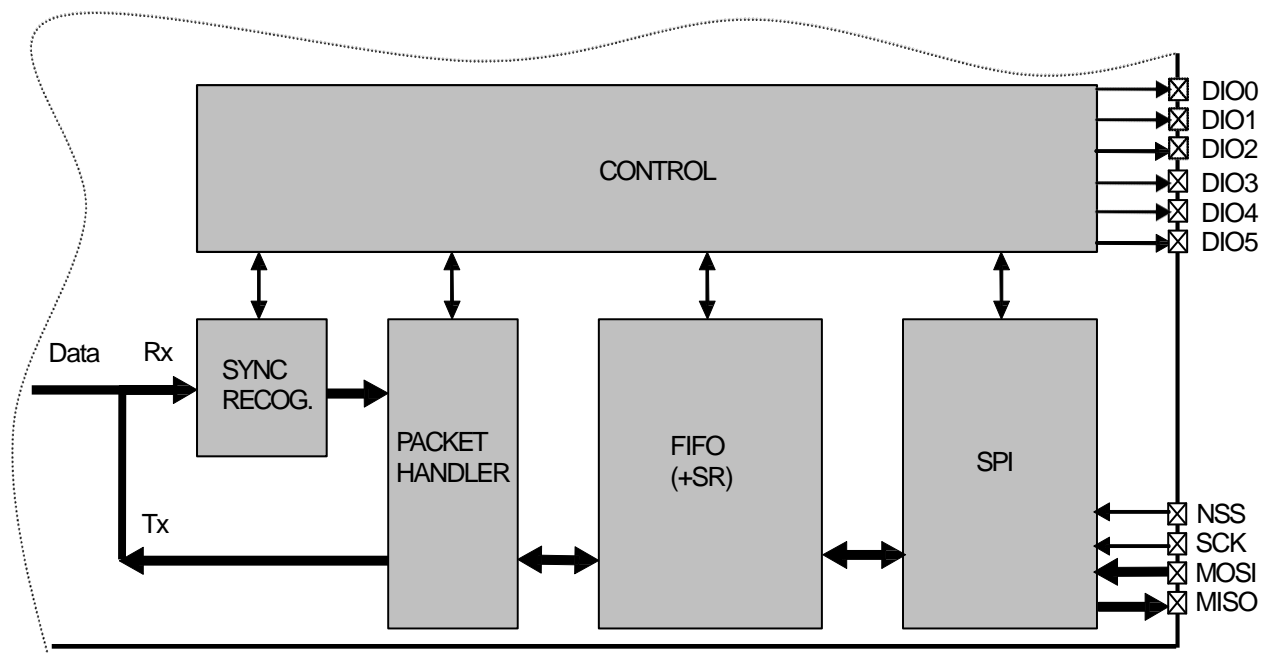 DIO0
DIO1
DIO2
CONTROL
DIO3
DIO4
DIO5
Data
Rx
SYNC
RECOG.
PACKET
HANDLER
FIFO
(+SR)
SPI
Tx
NSS
SCK
MOSI
MISO